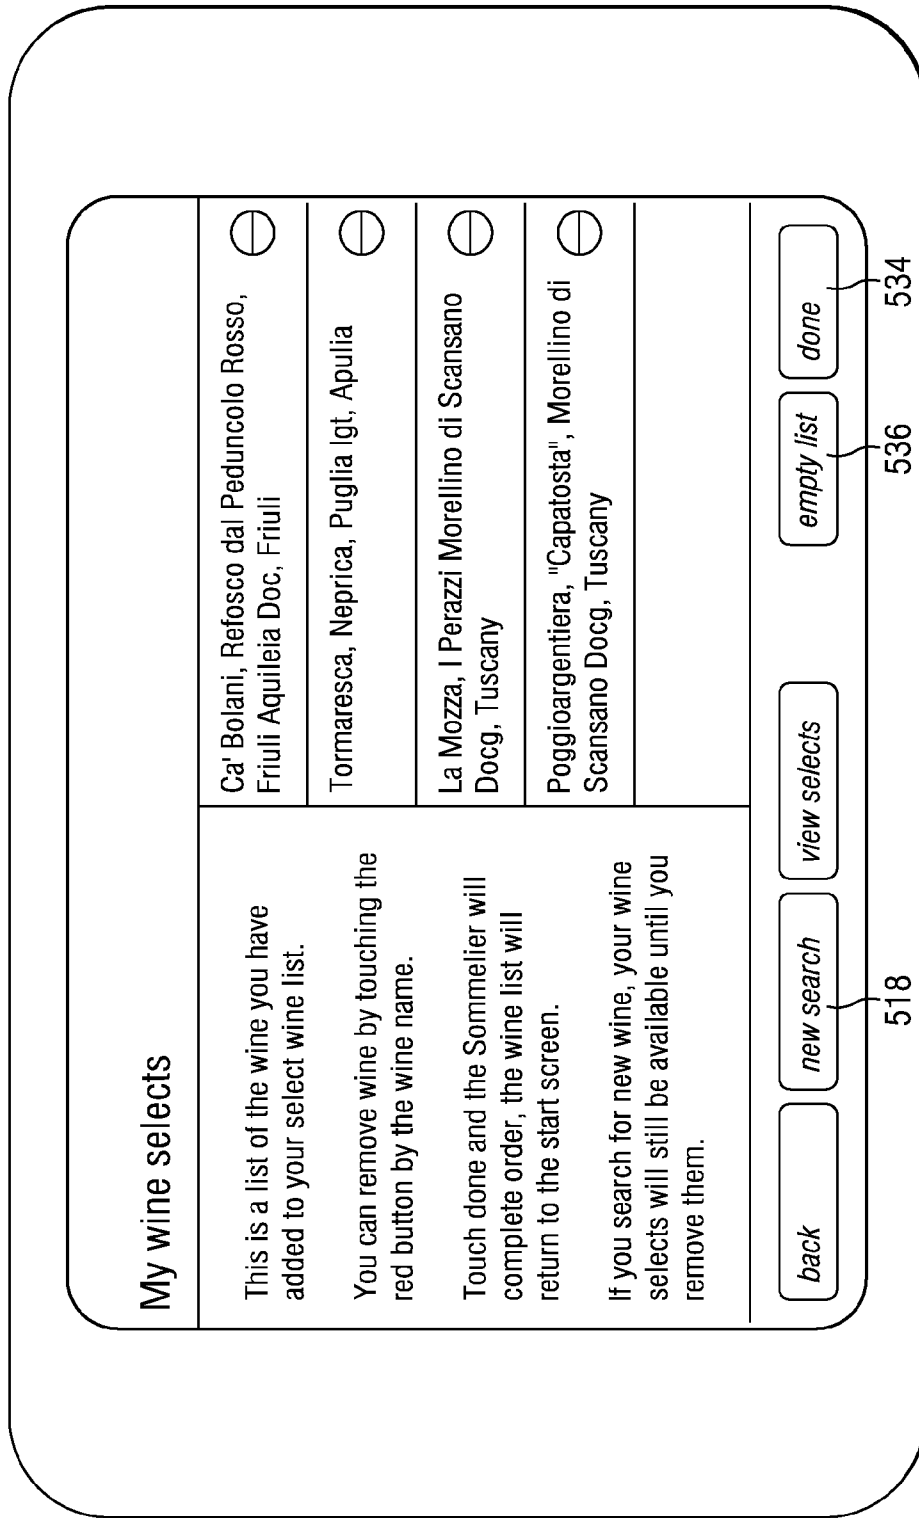 My wine selects
This is a list of the wine you have
added to your select wine list.
You can remove wine by touching the
red button by the wine name.
Touch done and the Sommelier will
complete order, the wine list will
return to the start screen.
If you search for new wine, your wine
selects will still be available until you
remove them.
Ca' Bolani, Refosco dal Peduncolo Rosso,
Friuli Aquileia Doc, Friuli
Tormaresca, Neprica, Puglia Igt, Apulia
La Mozza, I Perazzi Morellino di Scansano
Docg, Tuscany
Poggioargentiera, "Capatosta", Morellino di
Scansano Docg, Tuscany
back
new search
view selects
empty list
done
518
536
534